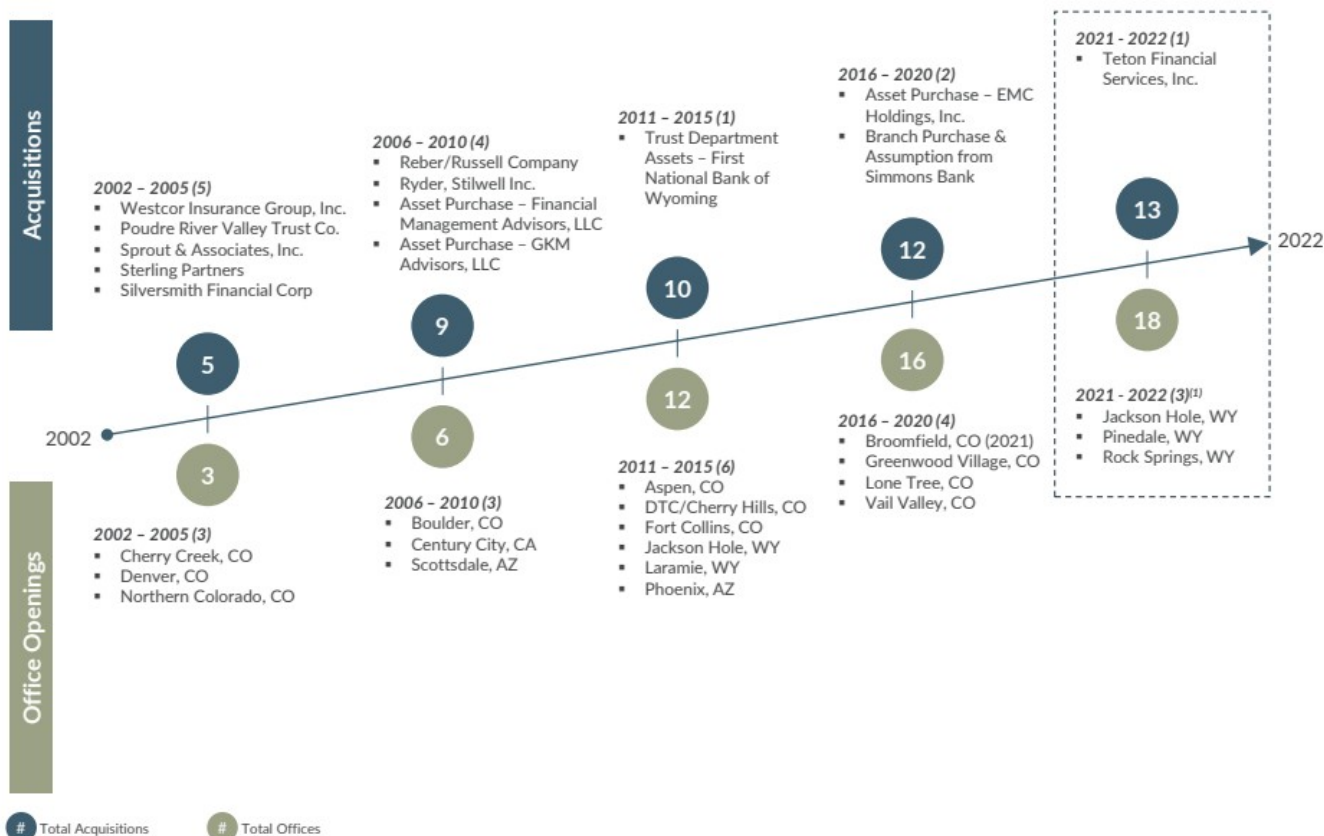 Acquisitions
2002 – 2005 (5)
▪ Westcor Insurance Group, Inc.
▪ Poudre River Valley Trust Co.
▪ Sprout & Associates, Inc.
▪ Sterling Partners
▪ Silversmith Financial Corp
2006 – 2010 (4)
▪ Reber/Russell Company
▪ Ryder, Stilwell Inc.
▪ Asset Purchase – Financial
Management Advisors, LLC
▪ Asset Purchase – GKM
Advisors, LLC
2011 – 2015 (1)
▪ Trust Department
Assets – First
National Bank of
Wyoming
2016 – 2020 (2)
▪ Asset Purchase – EMC
Holdings, Inc.
▪ Branch Purchase &
Assumption from
Simmons Bank
2021 - 2022 (1)
▪ Teton Financial
Services, Inc.
5
9
10
12
13
2002
2022
3
6
12
16
18
Office Openings
2002 – 2005 (3)
▪ Cherry Creek, CO
▪ Denver, CO
▪ Northern Colorado, CO
2006 – 2010 (3)
▪ Boulder, CO
▪ Century City, CA
▪ Scottsdale, AZ
2011 – 2015 (6)
▪ Aspen, CO
▪ DTC/Cherry Hills, CO
▪ Fort Collins, CO
▪ Jackson Hole, WY
▪ Laramie, WY
▪ Phoenix, AZ
2016 – 2020 (4)
▪ Broomfield, CO (2021)
▪ Greenwood Village, CO
▪ Lone Tree, CO
▪ Vail Valley, CO
2021 - 2022 (3)(1)
▪ Jackson Hole, WY
▪ Pinedale, WY
▪ Rock Springs, WY
# Total Acquisitions
# Total Offices